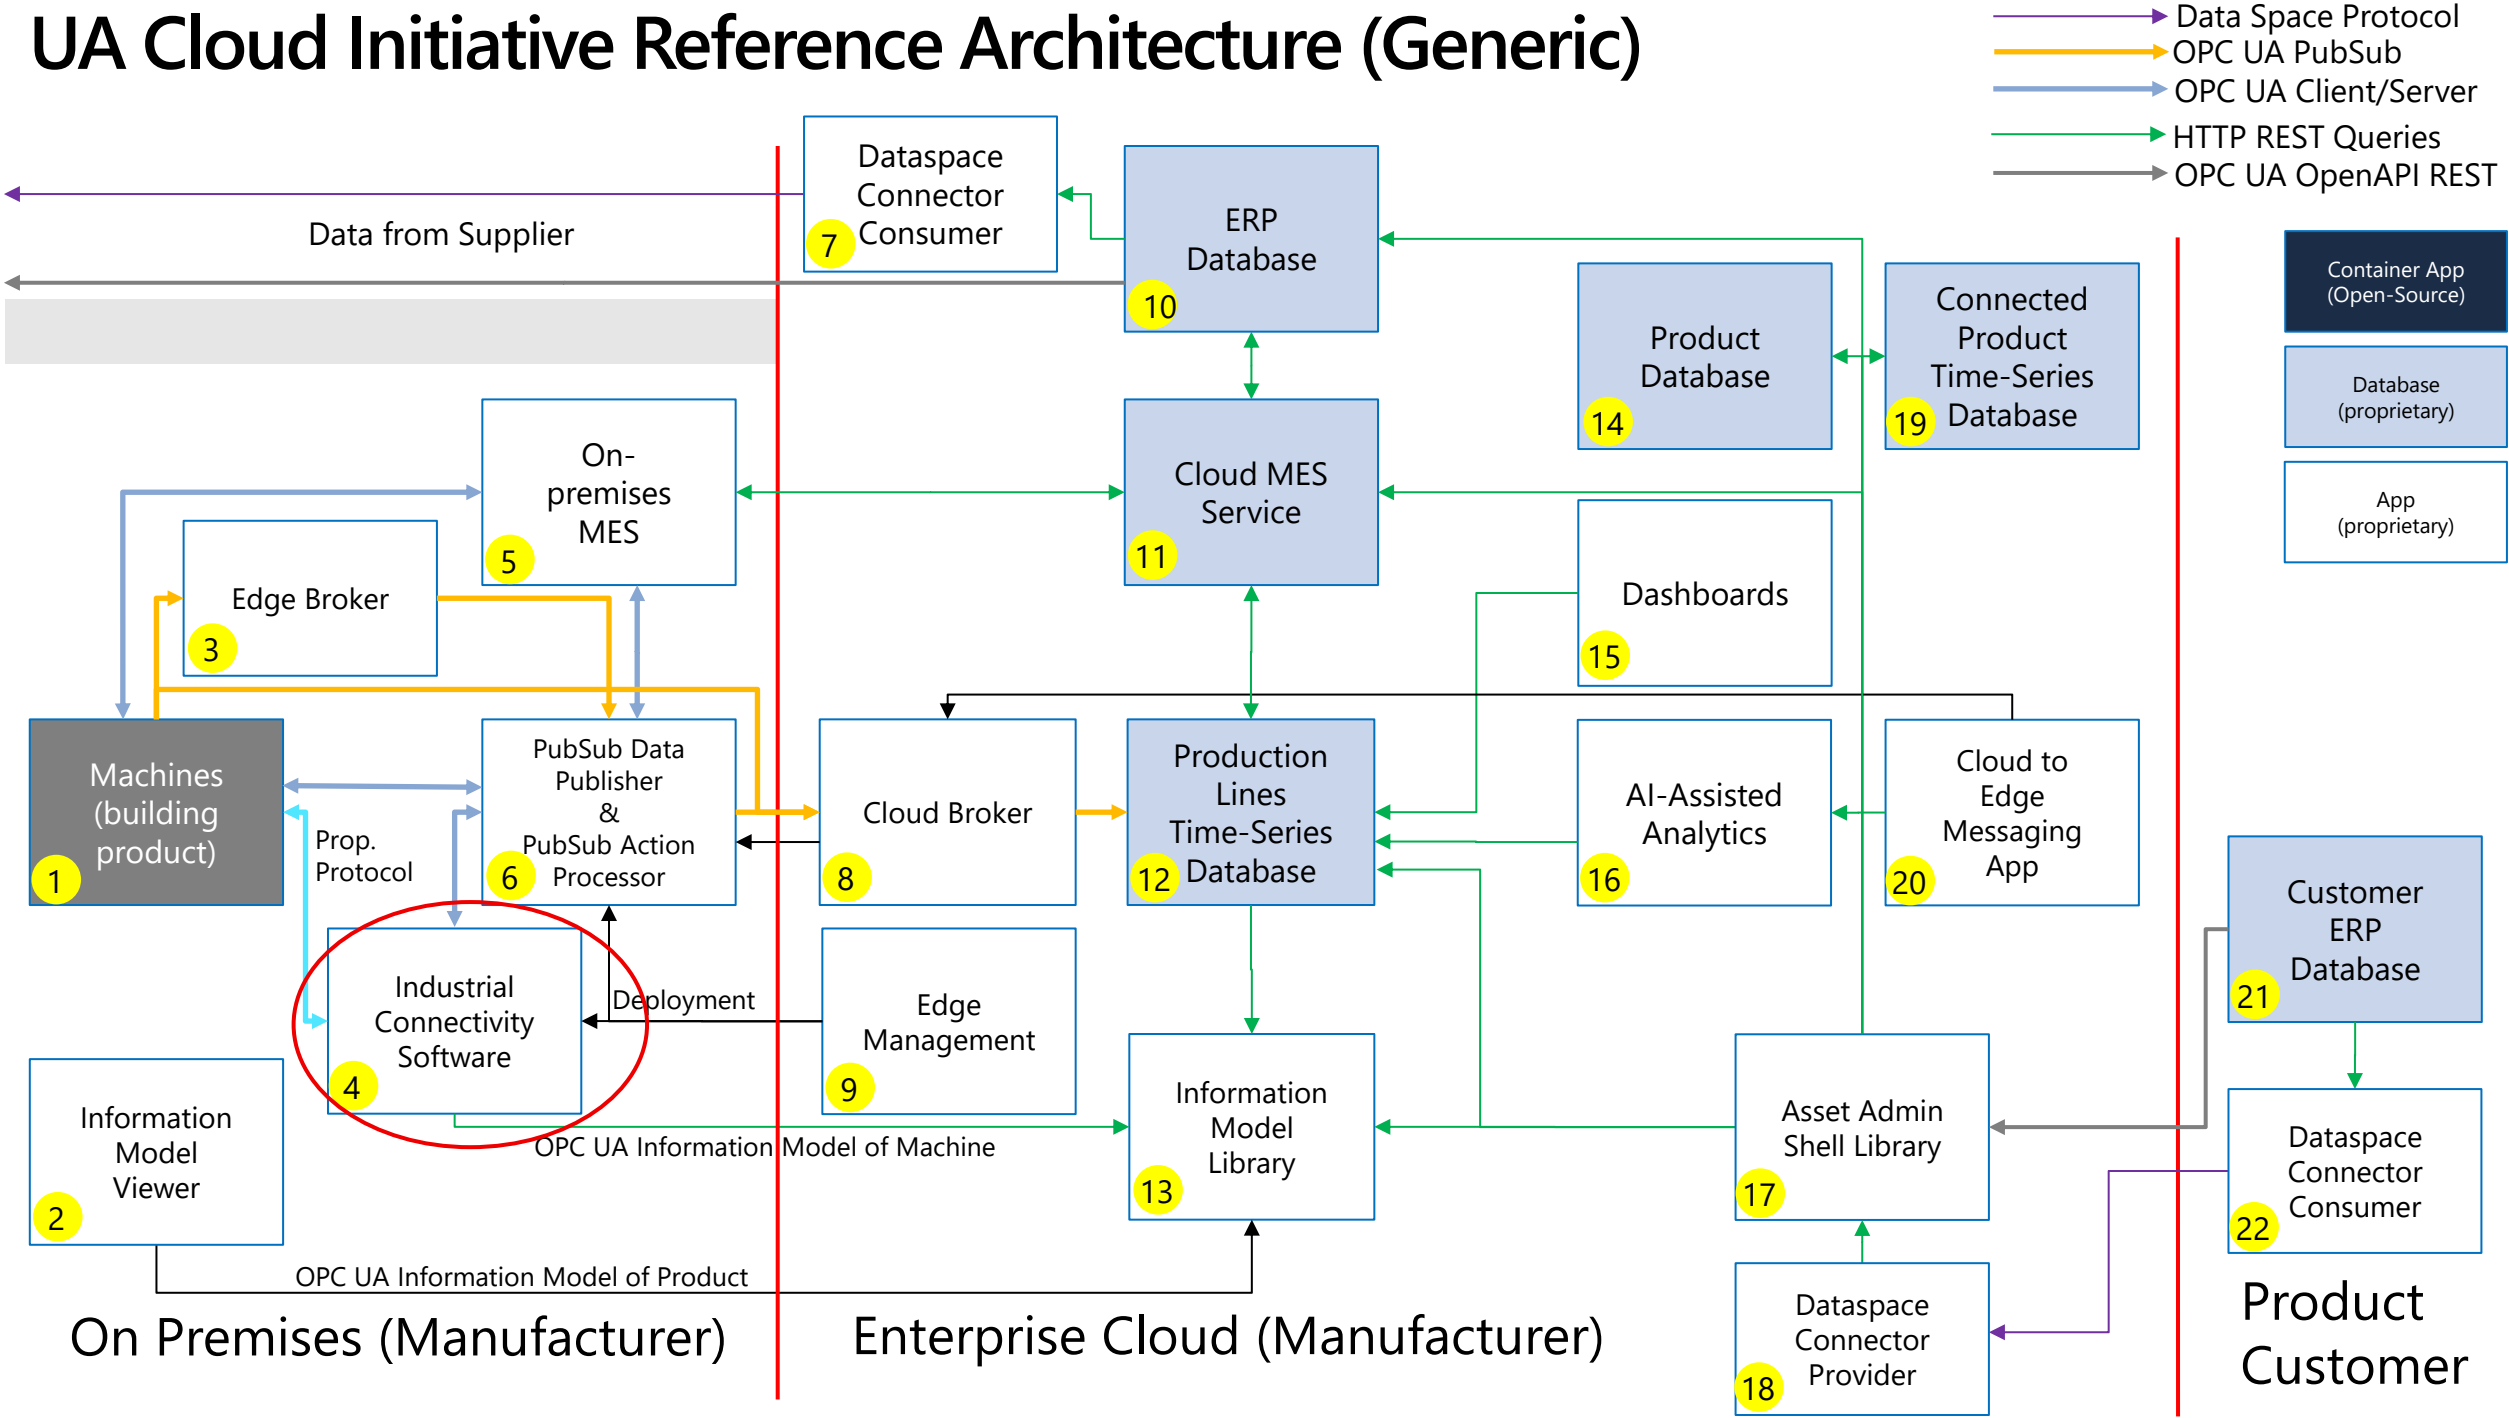 UA Cloud Initiative Reference Architecture (Generic)
Data Space Protocol
OPC UA PubSub
OPC UA Client/Server
HTTP REST Queries
OPC UA OpenAPI REST
Container App
(Open-Source)
Database
(proprietary)
App
(proprietary)
Data from Supplier
Dataspace
Connector
Consumer
7
ERP
Database
10
Product
Database
14
Connected
Product
Time-Series
Database
19
On-
premises
MES
5
Cloud MES
Service
11
Edge Broker
3
Dashboards
15
Machines
(building
product)
1
Prop.
Protocol
PubSub Data
Publisher
&
PubSub Action
Processor
6
Cloud Broker
8
Production
Lines
Time-Series
Database
12
AI-Assisted
Analytics
16
Cloud to
Edge
Messaging
App
20
Customer
ERP
Database
21
Industrial
Connectivity
Software
4
Deployment
Edge
Management
9
Information
Model
Viewer
2
OPC UA Information Model of Machine
Information
Model
Library
13
Asset Admin
Shell Library
17
Dataspace
Connector
Consumer
22
OPC UA Information Model of Product
Dataspace
Connector
Provider
18
On Premises (Manufacturer)
Enterprise Cloud (Manufacturer)
Product
Customer